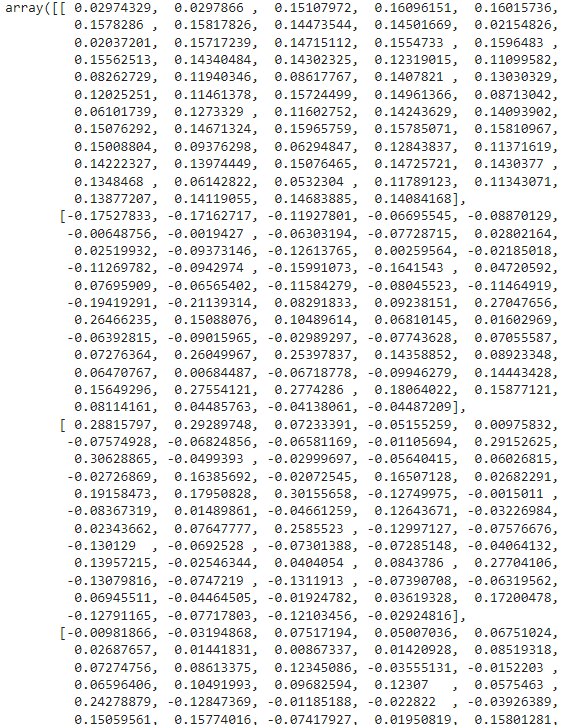 array([[ 0.02974329, 0.0297866 , 0.15107972, 0.16096151, 0.16015736,
0.1578286 , 0.15817826, 0.14473544, 0.14501669, 0.02154826,
0.02037201, 0.15717239, 0.14715112, 0.1554733 , 0.1596483 ,
0.15562513, 0.14340484, 0.14302325, 0.12319015, 0.11099582,
0.08262729, 0.11940346, 0.08617767, 0.1407821 , 0.13030329,
0.12025251, 0.11461378, 0.15724499, 0.14961366, 0.08713042,
0.06101739, 0.1273329 , 0.11602752, 0.14243629, 0.14093902,
0.15076292, 0.14671324, 0.15965759, 0.15785071, 0.15810967,
0.15008804, 0.09376298, 0.06294847, 0.12843837, 0.11371619,
0.14222327, 0.13974449, 0.15076465, 0.14725721, 0.1430377 ,
0.1348468 , 0.06142822, 0.0532304 , 0.11789123, 0.11343071,
0.13877207, 0.14119055, 0.14683885, 0.14084168],
[-0.17527833, -0.17162717, -0.11927801, -0.06695545, -0.08870129,
-0.00648756, -0.0019427 , -0.06303194, -0.07728715, 0.02802164,
0.02519932, -0.09373146, -0.12613765, 0.00259564, -0.02185018,
-0.11269782, -0.0942974 , -0.15991073, -0.1641543 , 0.04720592,
0.07695909, -0.06565402, -0.11584279, -0.08045523, -0.11464919,
-0.19419291, -0.21139314, 0.08291833, 0.09238151, 0.27047656,
0.26466235, 0.15088076, 0.10489614, 0.06810145, 0.01602969,
-0.06392815, -0.09015965, -0.02989297, -0.07743628, 0.07055587,
0.07276364, 0.26049967, 0.25397837, 0.14358852, 0.08923348,
0.06470767, 0.00684487, -0.06718778, -0.09946279, 0.14443428,
0.15649296, 0.27554121, 0.2774286 , 0.18064022, 0.15877121,
0.08114161, 0.04485763, -0.04138061, -0.04487209],
[ 0.28815797, 0.29289748, 0.07233391, -0.05155259, 0.00975832,
-0.07574928, -0.06824856, -0.06581169, -0.01105694, 0.29152625,
0.30628865, -0.0499393 , -0.02999697, -0.05640415, 0.06026815,
-0.02726869, 0.16385692, -0.02072545, 0.16507128, 0.02682291,
0.19158473, 0.17950828, 0.30155658, -0.12749975, -0.0015011 ,
-0.08367319, 0.01489861, -0.04661259, 0.12643671, -0.03226984,
0.02343662, 0.07647777, 0.2585523 , -0.12997127, -0.07576676,
-0.130129 , -0.0692528 , -0.07301388, -0.07285148, -0.04064132,
0.13957215, -0.02546344, 0.0404054 , 0.0843786 , 0.27704106,
-0.13079816, -0.0747219 , -0.1311913 , -0.07390708, -0.06319562,
0.06945511, -0.04464505, -0.01924782, 0.03619328, 0.17200478,
-0.12791165, -0.07717803, -0.12103456, -0.02924816],
[-0.00981866, -0.03194868, 0.07517194, 0.05007036, 0.06751024,
0.02687657, 0.01441831, 0.00867337, 0.01420928, 0.08519318,
0.07274756, 0.08613375, 0.12345086, -0.03555131, -0.0152203 ,
0.06596406, 0.10491993, 0.09682594, 0.12307 , 0.0575463 ,
0.24278879, -0.12847369, -0.01185188, -0.022822 , -0.03926389,
0.15059561, 0.15774016, -0.07417927, 0.01950819, 0.15801281,